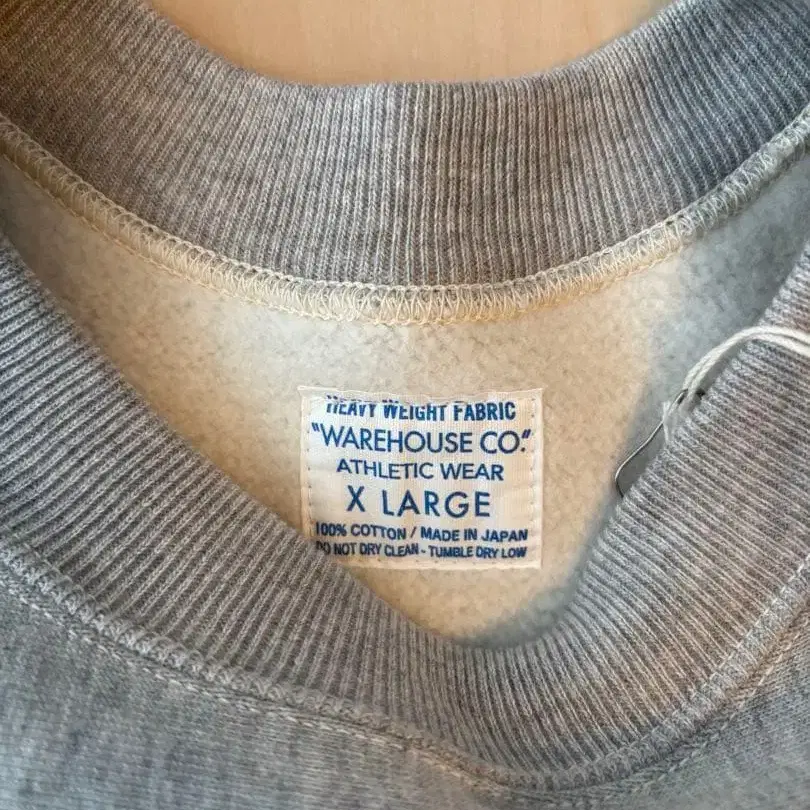 HEAVY WEIGHT FABRIC
"WAREHOUSE CO."
ATHLETIC WEAR
X LARGE
100% COTTON / MADE IN JAPAN
DO NOT DRY CLEAN - TUMBLE DRY LOW